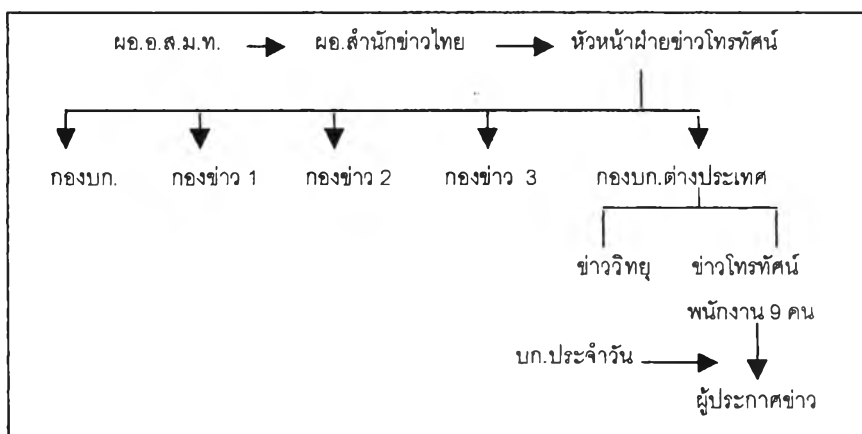 ผอ.อ.ส.ม.ท. ผอ.สำนักข่าวไทย หัวหน้าฝ่ายข่าวโทรทัศน์
กองบก. กองข่าว 1 กองข่าว 2 กองข่าว 3 กองบก.ต่างประเทศ
ข่าววิทยุ ข่าวโทรทัศน์
พนักงาน 9 คน
บก.ประจำวัน
ผู้ประกาศข่าว